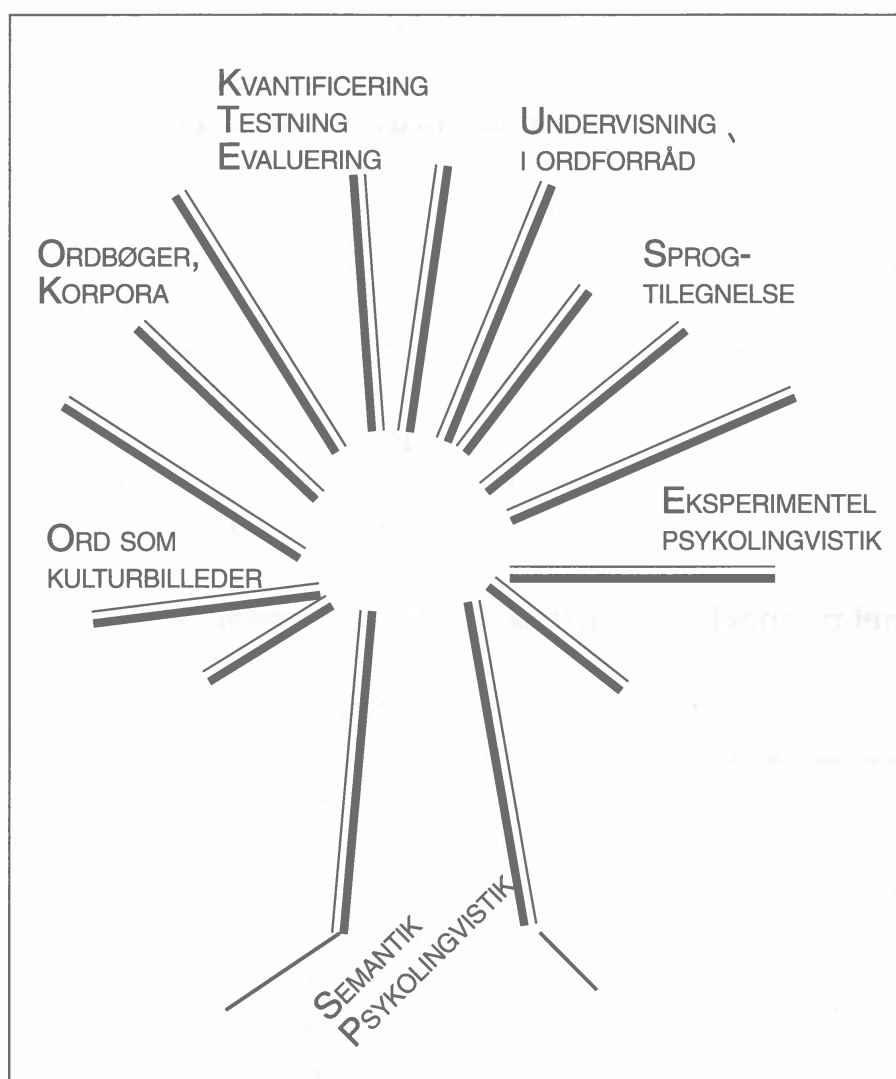 KVANTIFICERING
TESTNING
EVALUERING
UNDERVISNING
I ORDFORRÅD
ORDBØGER,
KORPORA
SPROG-
TILEGNELSE
ORD SOM
KULTURBILLEDER
EKSPERIMENTEL
PSYKOLINGVISTIK
SEMANTIK
PSYKOLINGVISTIK